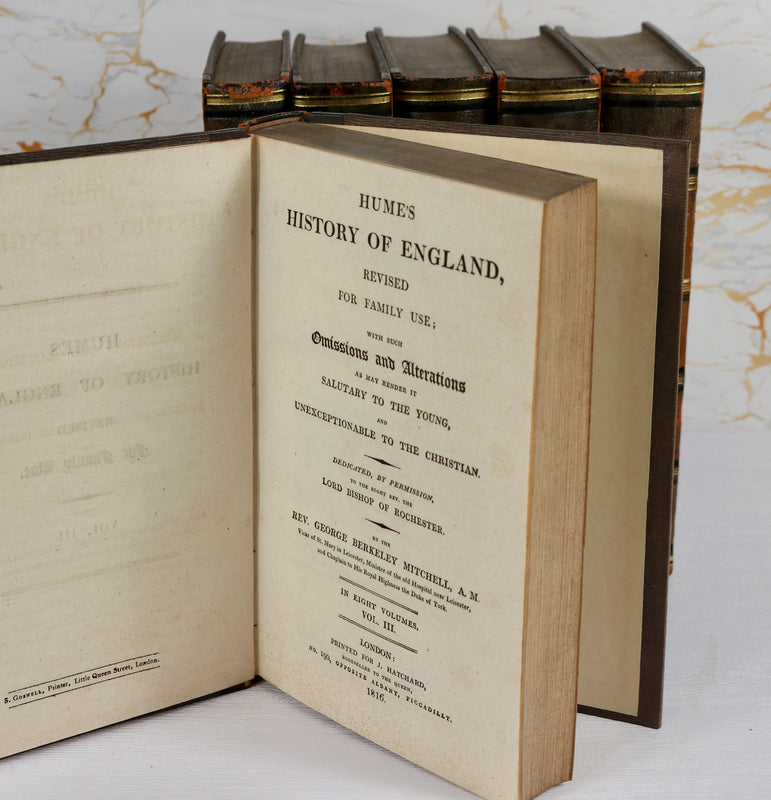 S. GOSNELL, Printer, Little Queen Street, London.
HUME'S
HISTORY OF ENGLAND,
REVISED
FOR FAMILY USE;
WITH SUCH
Omissions and Alterations
AS MAY RENDER IT
SALUTARY TO THE YOUNG,
AND
UNEXCEPTIONABLE TO THE CHRISTIAN.
DEDICATED, BY PERMISSION,
TO THE RIGHT REV. THE
LORD BISHOP OF ROCHESTER.
BY THE
REV. GEORGE BERKELEY MITCHELL, A. M.
Vicar of St. Mary in Leicester, Minister of the old Hospital near Leicester,
and Chaplain to His Royal Highness the Duke of York.
IN EIGHT VOLUMES.
VOL. III.
LONDON:
PRINTED FOR J. HATCHARD,
BOOKSELLER TO THE QUEEN,
NO. 190, OPPOSITE ALBANY, PICCADILLY.
1816.